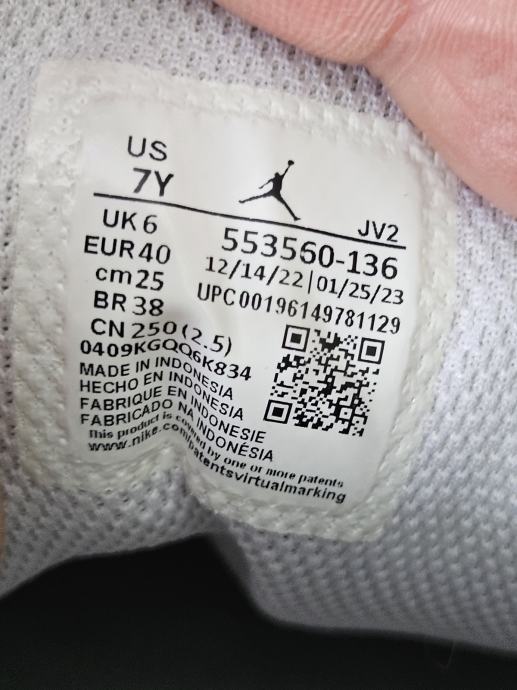 US
7Y
JV2
UK 6
553560-136
EUR 40
12/14/22|01/25/23
cm 25
UPC 00196149781129
BR 38
CN 250 (2.5)
0409KGQQ6K834
MADE IN INDONESIA
HECHO EN INDONESIA
FABRIQUE EN INDONESIE
FABRICADO NA INDONÉSIA
This product is covered by one or more patents
www.nike.com/patentsvirtualmarking